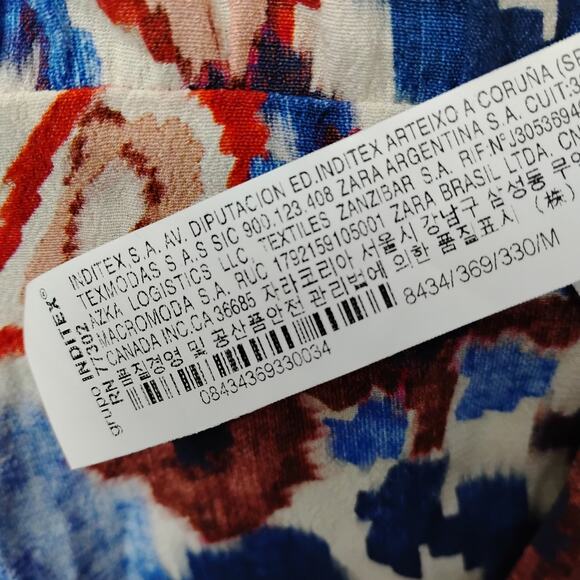 grupo INDITEX®
RN 77302
INDITEX S.A. AV. DIPUTACION ED.INDITEX ARTEIXO A CORUÑA (SP
TEXMODAS S A.S SIC 900.123.408 ZARA ARGENTINA S.A. CUIT:3
AZKA LOGISTICS LLC, TEXTILES ZANZIBAR S.A. R.I.F-NºJ3053694
MACROMODA S.A. RUC 1792159105001 ZARA BRASIL LTDA, CN
CANADA INC.CA 36685 자라코리아 서울시 강남구 삼성동 무
품질경영 및 공산품안전관리법에 의한 품질표시 (株)
08434369330034
8434/369/330/M